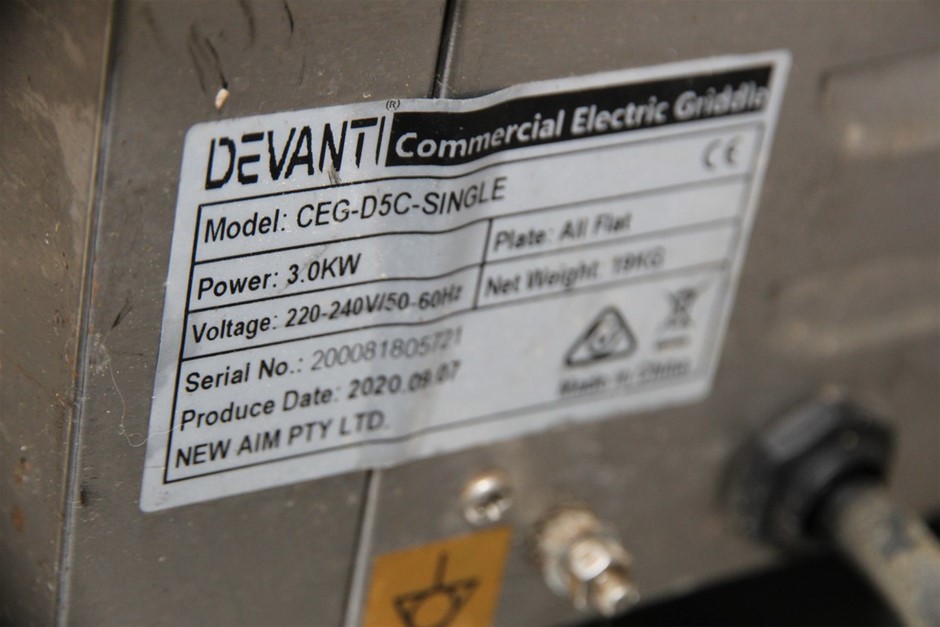 DEVANTI (R) Commercial Electric Griddle
CE
Model: CEG-D5C-SINGLE
Power: 3.0KW Plate: All Flat
Voltage: 220-240V/50-60Hz Net Weight: 19KG
Serial No.: 200081805721
Produce Date: 2020.09.07
NEW AIM PTY LTD. Made In China